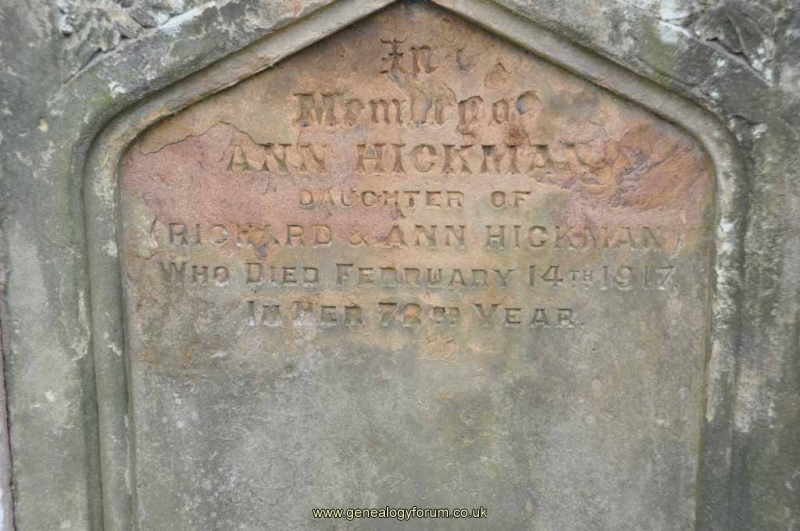 In
Memory of
ANN HICKMAN
DAUGHTER OF
(RICHARD & ANN HICKMAN)
WHO DIED FEBRUARY 14TH 1917
IN HER 78TH YEAR.
www.genealogyforum.co.uk